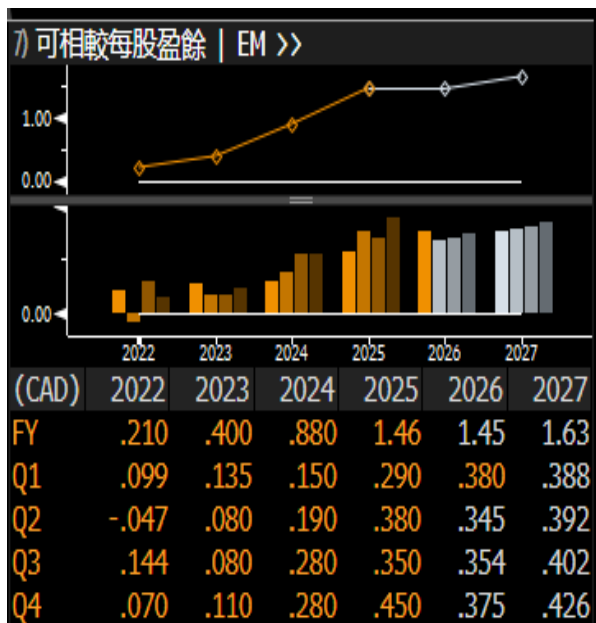 7) 可相較每股盈餘 | EM >>
1.00
0.00
0.00
2022 2023 2024 2025 2026 2027
(CAD) 2022 2023 2024 2025 2026 2027
FY .210 .400 .880 1.46 1.45 1.63
Q1 .099 .135 .150 .290 .380 .388
Q2 -.047 .080 .190 .380 .345 .392
Q3 .144 .080 .280 .350 .354 .402
Q4 .070 .110 .280 .450 .375 .426